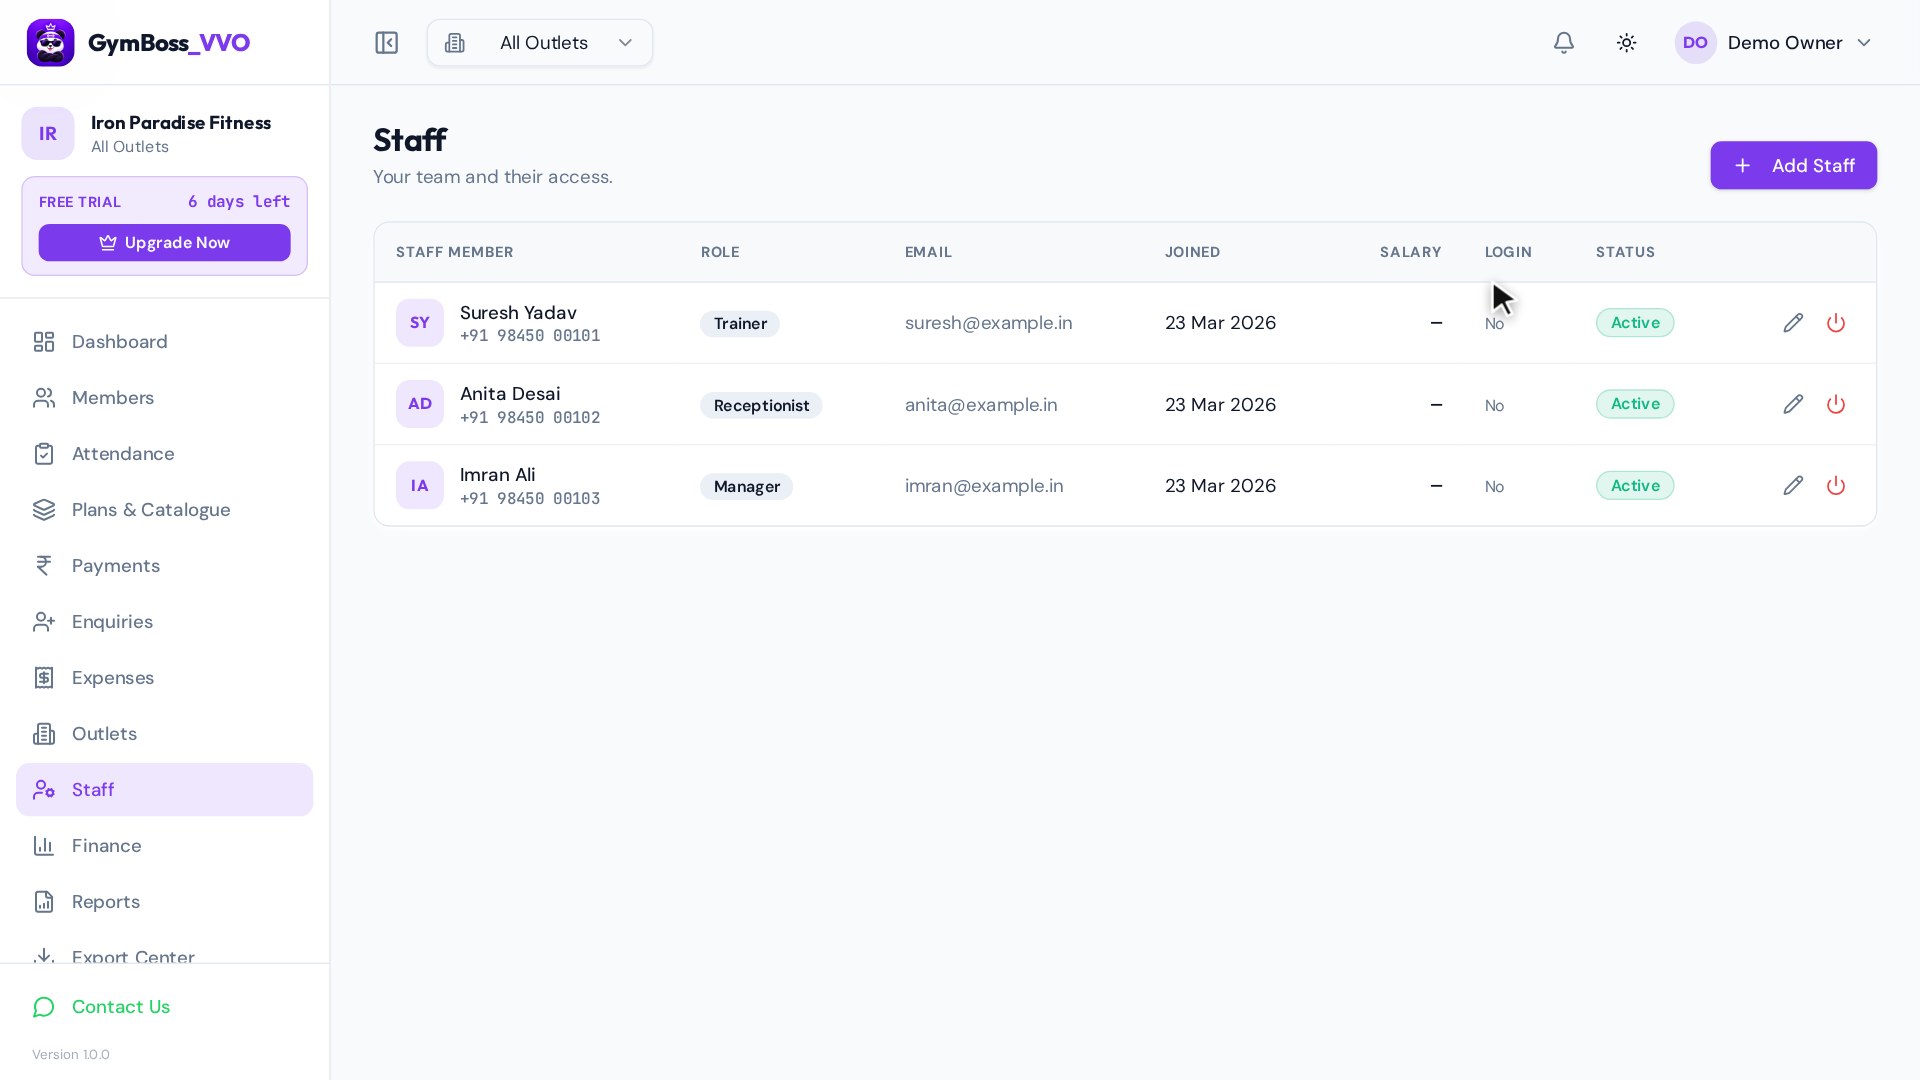 GymBoss_VVO
All Outlets
DO Demo Owner
IR Iron Paradise Fitness
All Outlets
FREE TRIAL 6 days left
Upgrade Now
Dashboard
Members
Attendance
Plans & Catalogue
Payments
Enquiries
Expenses
Outlets
Staff
Finance
Reports
Export Center
Contact Us
Version 1.0.0
Staff
Your team and their access.
Add Staff
STAFF MEMBER ROLE EMAIL JOINED SALARY LOGIN STATUS
SY Suresh Yadav Trainer suresh@example.in 23 Mar 2026 – No Active
+91 98450 00101
AD Anita Desai Receptionist anita@example.in 23 Mar 2026 – No Active
+91 98450 00102
IA Imran Ali Manager imran@example.in 23 Mar 2026 – No Active
+91 98450 00103